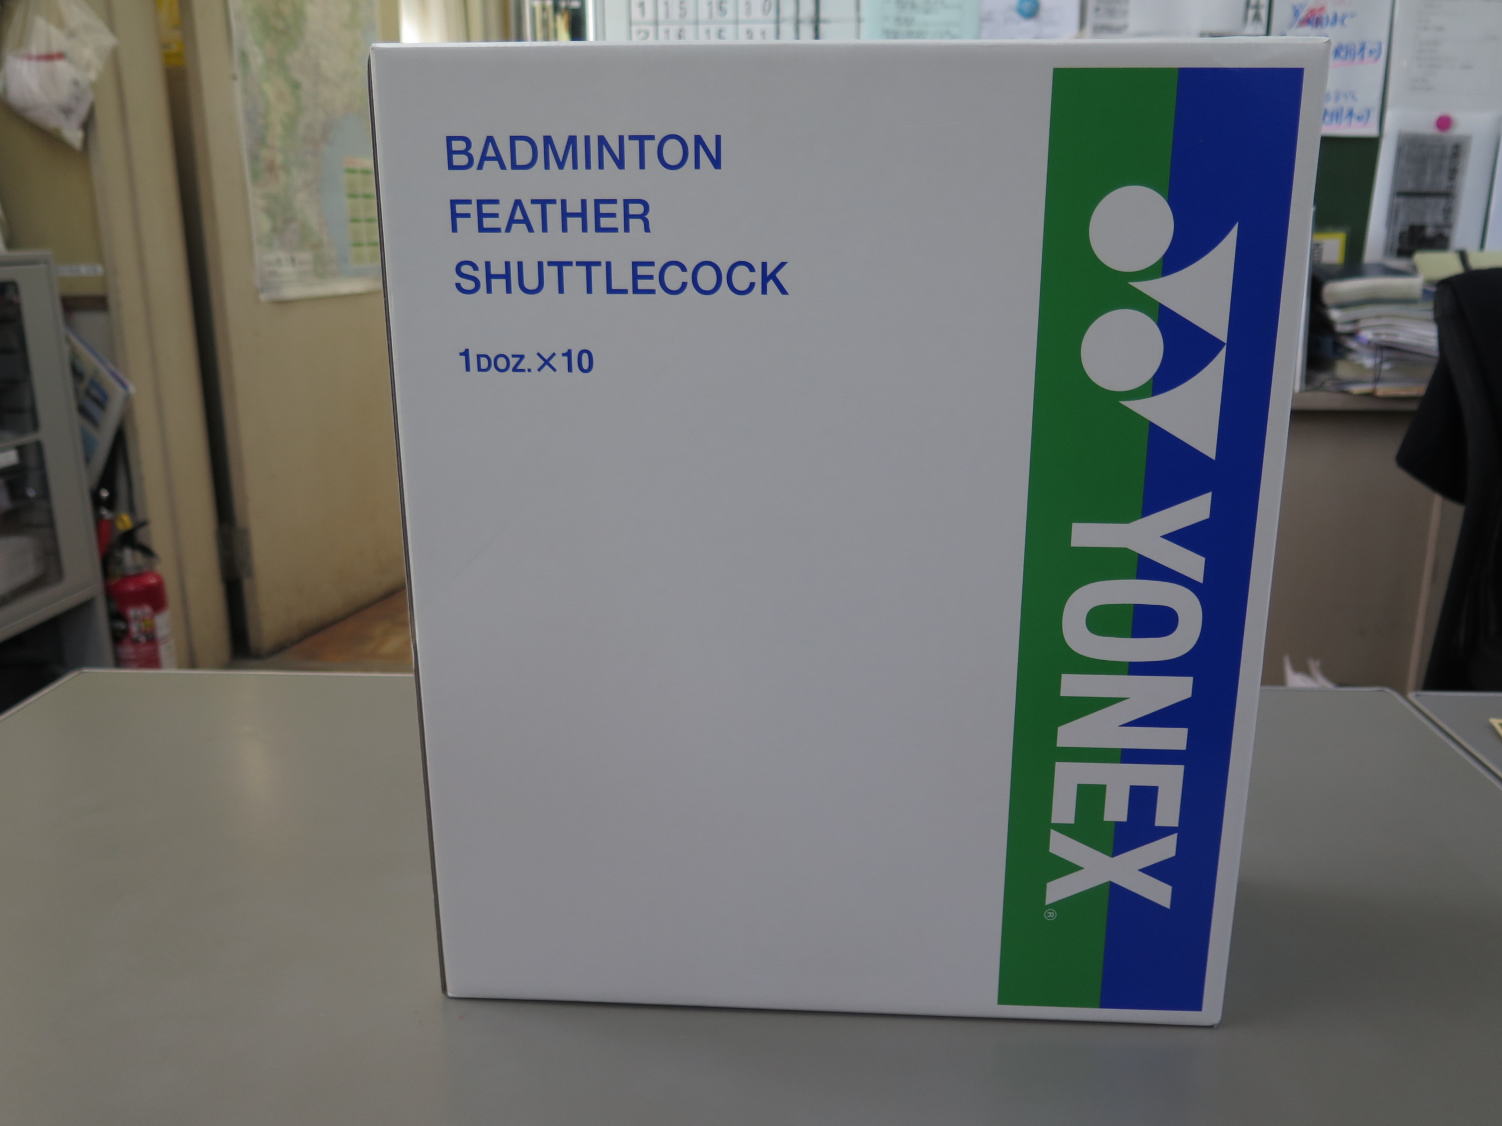 BADMINTON
FEATHER
SHUTTLECOCK
1DOZ.×10
YONEX®